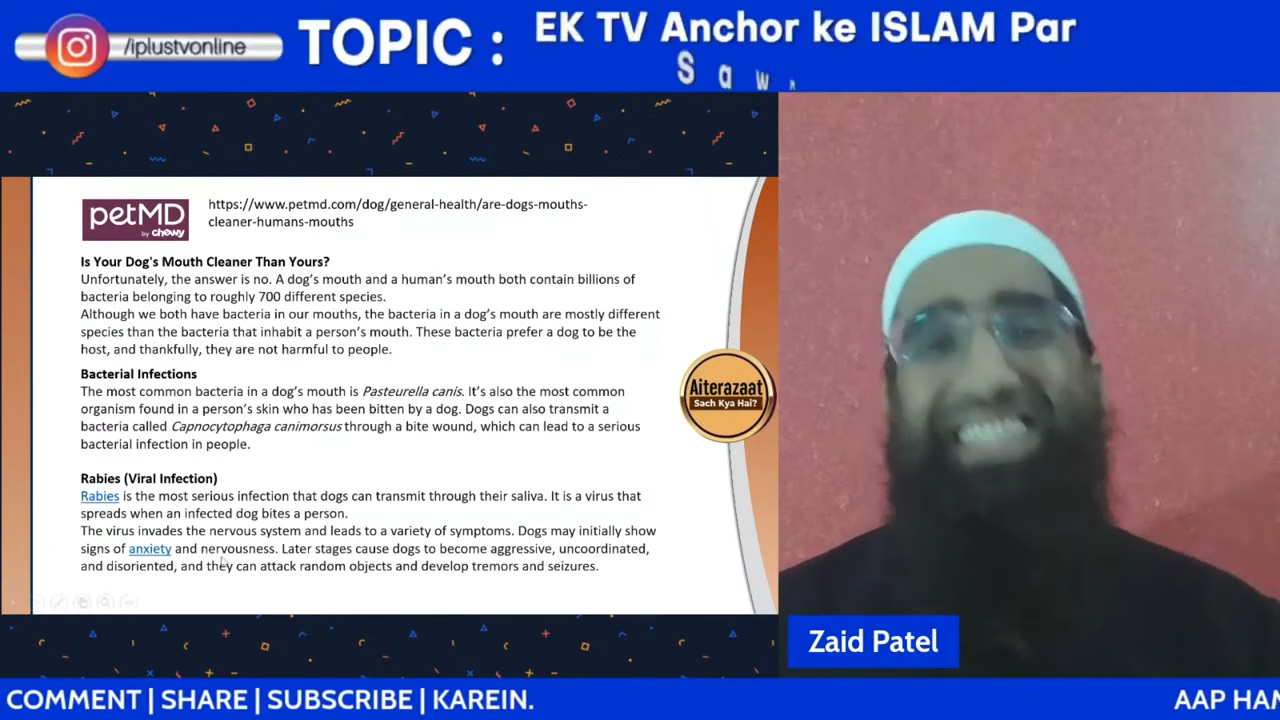 /iplustvonline
TOPIC :
EK TV Anchor ke ISLAM Par
S a w
petMD
by chewy
https://www.petmd.com/dog/general-health/are-dogs-mouths-
cleaner-humans-mouths
Is Your Dog's Mouth Cleaner Than Yours?
Unfortunately, the answer is no. A dog’s mouth and a human’s mouth both contain billions of
bacteria belonging to roughly 700 different species.
Although we both have bacteria in our mouths, the bacteria in a dog’s mouth are mostly different
species than the bacteria that inhabit a person’s mouth. These bacteria prefer a dog to be the
host, and thankfully, they are not harmful to people.
Bacterial Infections
The most common bacteria in a dog’s mouth is Pasteurella canis. It’s also the most common
organism found in a person’s skin who has been bitten by a dog. Dogs can also transmit a
bacteria called Capnocytophaga canimorsus through a bite wound, which can lead to a serious
bacterial infection in people.
Rabies (Viral Infection)
Rabies is the most serious infection that dogs can transmit through their saliva. It is a virus that
spreads when an infected dog bites a person.
The virus invades the nervous system and leads to a variety of symptoms. Dogs may initially show
signs of anxiety and nervousness. Later stages cause dogs to become aggressive, uncoordinated,
and disoriented, and they can attack random objects and develop tremors and seizures.
Aiterazaat
Sach Kya Hai?
Zaid Patel
COMMENT | SHARE | SUBSCRIBE | KAREIN.
AAP HAM